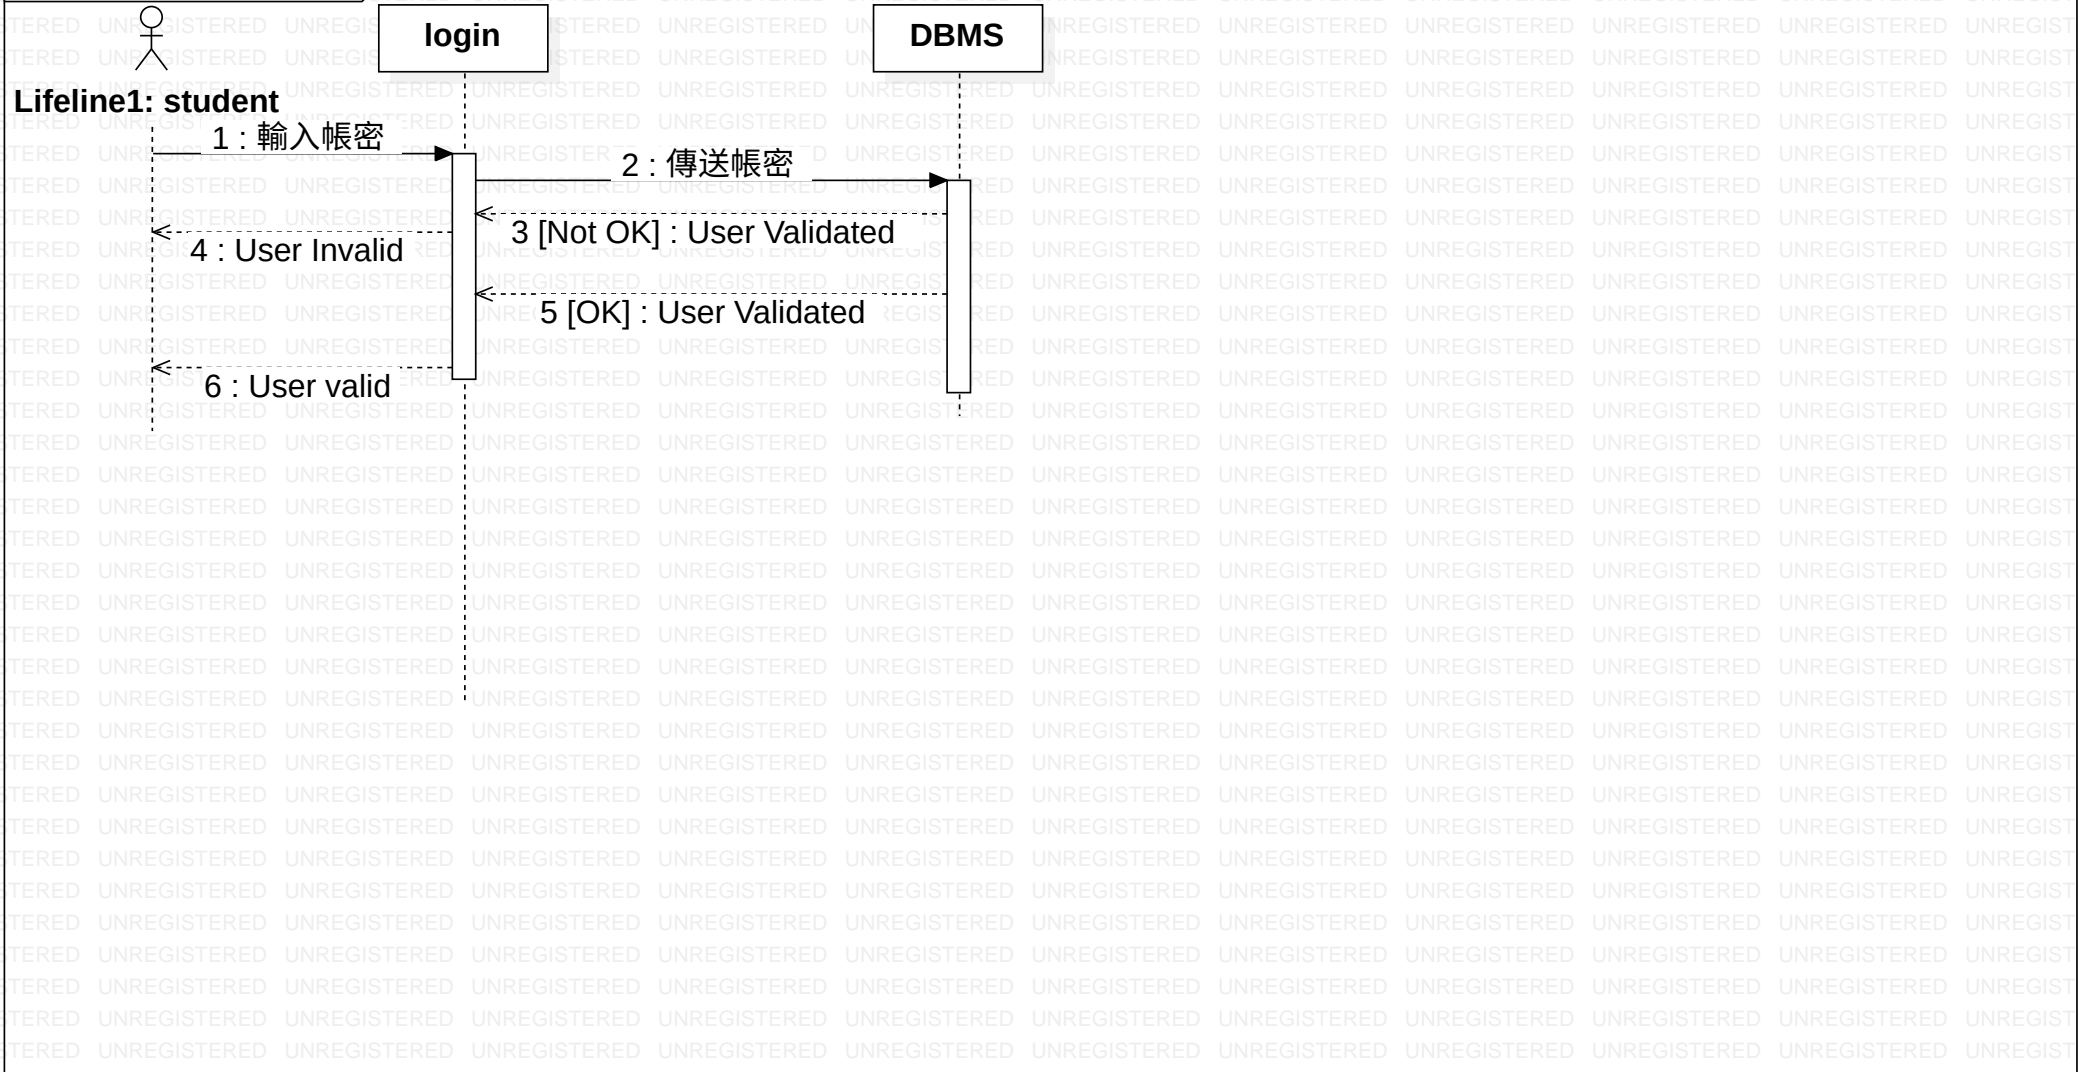 login
DBMS
Lifeline1: student
1 : 輸入帳密
2 : 傳送帳密
3 [Not OK] : User Validated
4 : User Invalid
5 [OK] : User Validated
6 : User valid
UNREGISTERED